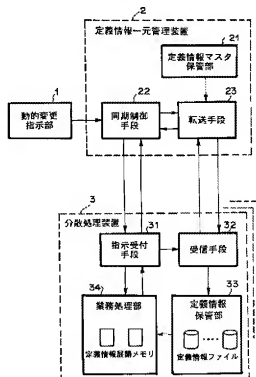 2
定義情報一元管理装置
21
定義情報マスタ
保管部
1
動的変更
指示部
22
同期制御
手段
23
転送手段
3
分散処理装置
31
指示受付
手段
32
受信手段
34
業務処理部
定義情報展開メモリ
33
定義情報
保管部
定義情報ファイル